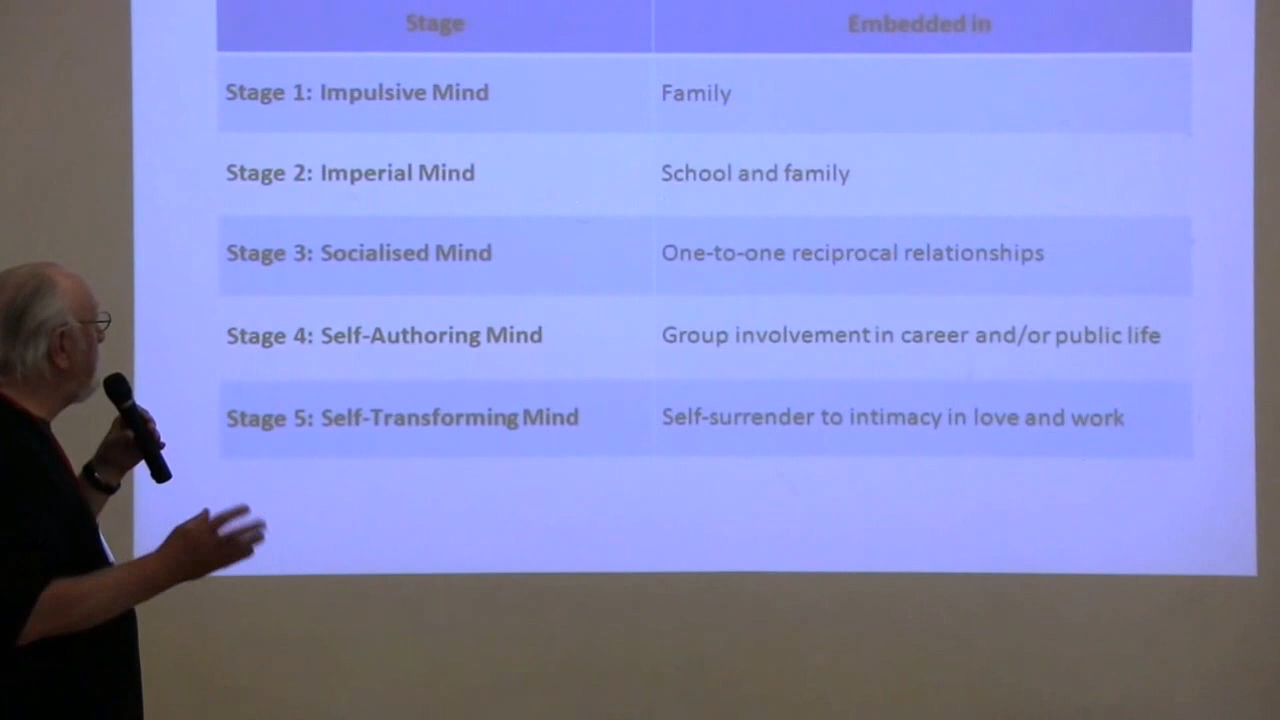 Stage Embedded in
Stage 1: Impulsive Mind Family
Stage 2: Imperial Mind School and family
Stage 3: Socialised Mind One-to-one reciprocal relationships
Stage 4: Self-Authoring Mind Group involvement in career and/or public life
Stage 5: Self-Transforming Mind Self-surrender to intimacy in love and work